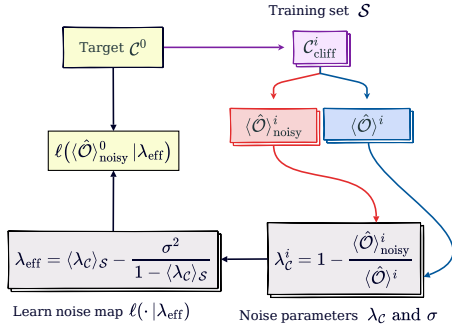 Training set 𝒮
Target 𝒞⁰
𝒞ⁱ_cliff
⟨𝒪̂⟩ⁱ_noisy
⟨𝒪̂⟩ⁱ
ℓ(⟨𝒪̂⟩⁰_noisy |λ_eff)
λ_eff = ⟨λ_𝒞⟩_𝒮 − σ² / (1 − ⟨λ_𝒞⟩_𝒮)
λⁱ_𝒞 = 1 − ⟨𝒪̂⟩ⁱ_noisy / ⟨𝒪̂⟩ⁱ
Learn noise map ℓ(· |λ_eff)
Noise parameters λ_𝒞 and σ